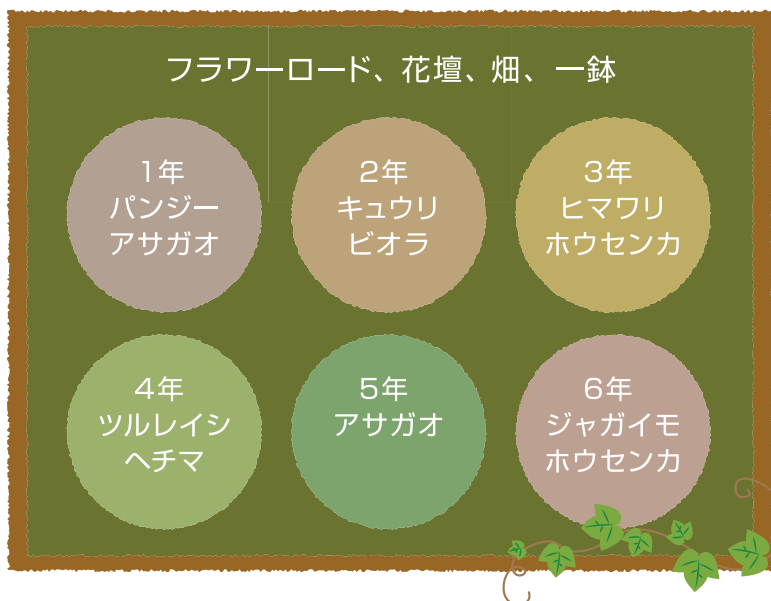 フラワーロード、花壇、畑、一鉢
1年
パンジー
アサガオ
2年
キュウリ
ビオラ
3年
ヒマワリ
ホウセンカ
4年
ツルレイシ
ヘチマ
5年
アサガオ
6年
ジャガイモ
ホウセンカ